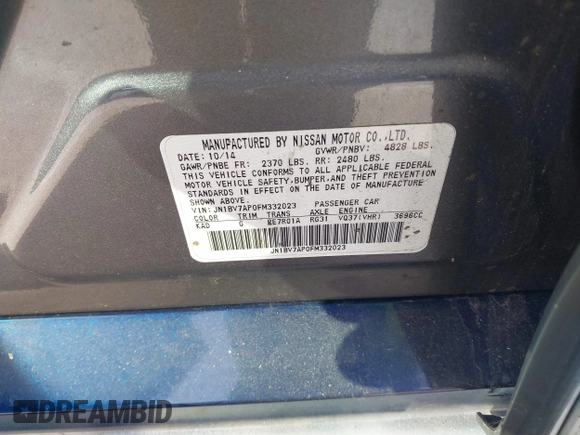 MANUFACTURED BY NISSAN MOTOR CO.,LTD.
DATE: 10/14 GVWR/PNBV: 4828 LBS.
GAWR/PNBE FR: 2370 LBS. RR: 2480 LBS.
THIS VEHICLE CONFORMS TO ALL APPLICABLE FEDERAL
MOTOR VEHICLE SAFETY,BUMPER,AND THEFT PREVENTION
STANDARDS IN EFFECT ON THE DATE OF MANUFACTURE
SHOWN ABOVE.
VIN: JN1BV7AP0FM332023 PASSENGER CAR
COLOR TRIM TRANS AXLE ENGINE
KAD G RE7R01A RG31 VQ37(VHR) 3696CC
JN1BV7AP0FM332023
DREAMBID